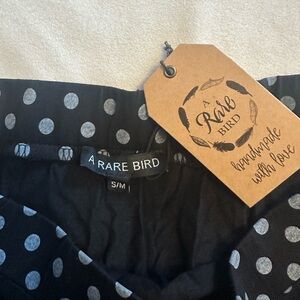 A
Rare
BIRD
handmade
with love
A RARE BIRD
S/M